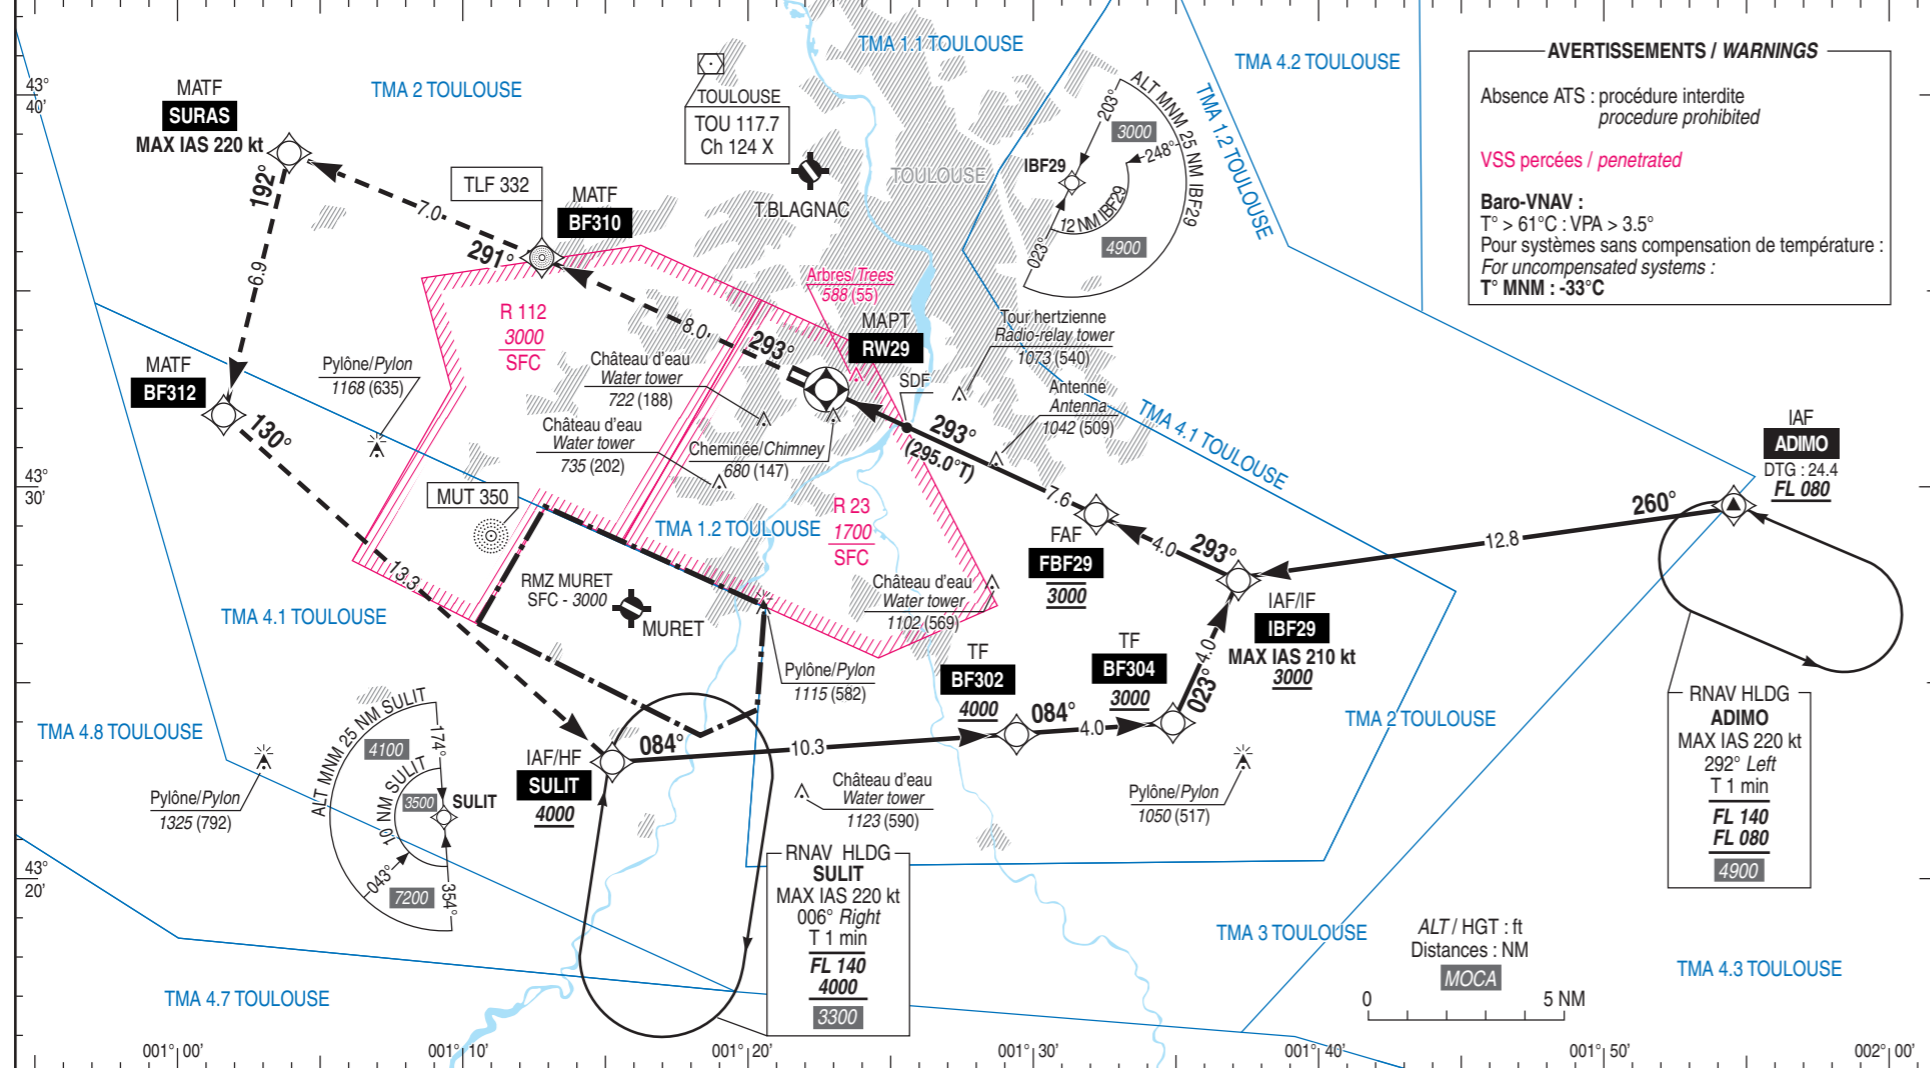 43°
40'
43°
30'
43°
20'
001° 00'
001° 10'
001° 20'
001° 30'
001° 40'
001° 50'
002° 00'
TMA 2 TOULOUSE
TMA 1.1 TOULOUSE
TMA 4.2 TOULOUSE
TMA 1.2 TOULOUSE
TMA 4.1 TOULOUSE
TMA 1.2 TOULOUSE
TMA 4.1 TOULOUSE
TMA 4.8 TOULOUSE
TMA 4.7 TOULOUSE
TMA 2 TOULOUSE
TMA 3 TOULOUSE
TMA 4.3 TOULOUSE
AVERTISSEMENTS / WARNINGS
Absence ATS : procédure interdite
procedure prohibited
VSS percées / penetrated
Baro-VNAV :
T° > 61°C : VPA > 3.5°
Pour systèmes sans compensation de température :
For uncompensated systems :
T° MNM : -33°C
MATF
SURAS
MAX IAS 220 kt
192°
6.9
7.0
291°
TLF 332
MATF
BF310
8.0
293°
TOULOUSE
TOU 117.7
Ch 124 X
T.BLAGNAC
TOULOUSE
ALT MNM 25 NM IBF29
203°
3000
248°
IBF29
12 NM IBF29
023°
4900
R 112
3000
SFC
Arbres/Trees
588 (55)
MAPT
RW29
SDF
Tour hertzienne
Radio-relay tower
1073 (540)
Antenne
Antenna
1042 (509)
Château d'eau
Water tower
722 (188)
Château d'eau
Water tower
735 (202)
Cheminée/Chimney
680 (147)
293°
(295.0°T)
7.6
MATF
BF312
130°
13.3
Pylône/Pylon
1168 (635)
MUT 350
R 23
1700
SFC
RMZ MURET
SFC - 3000
MURET
Château d'eau
Water tower
1102 (569)
Pylône/Pylon
1115 (582)
FAF
FBF29
3000
4.0
293°
IAF/IF
IBF29
MAX IAS 210 kt
3000
IAF
ADIMO
DTG : 24.4
FL 080
260°
12.8
TF
BF302
4000
084°
4.0
TF
BF304
3000
023°
4.0
IAF/HF
SULIT
4000
084°
10.3
Château d'eau
Water tower
1123 (590)
Pylône/Pylon
1050 (517)
Pylône/Pylon
1325 (792)
ALT MNM 25 NM SULIT
4100
174°
10 NM SULIT
3500
SULIT
043°
7200
354°
RNAV HLDG
SULIT
MAX IAS 220 kt
006° Right
T 1 min
FL 140
4000
3300
RNAV HLDG
ADIMO
MAX IAS 220 kt
292° Left
T 1 min
FL 140
FL 080
4900
ALT / HGT : ft
Distances : NM
MOCA
0
5 NM